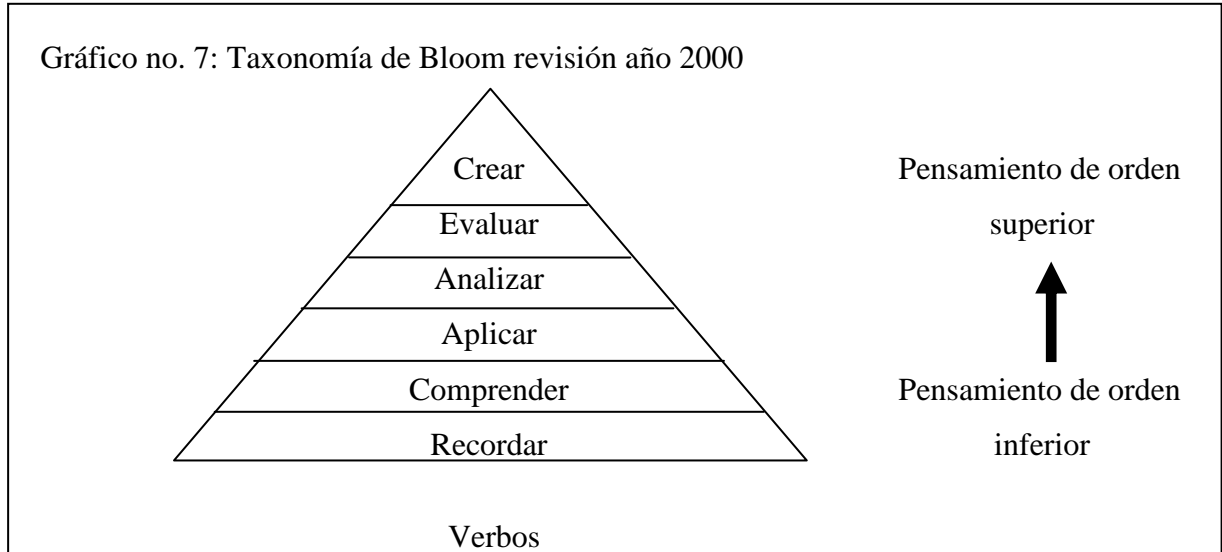 Gráfico no. 7: Taxonomía de Bloom revisión año 2000
Crear
Evaluar
Analizar
Aplicar
Comprender
Recordar
Verbos
Pensamiento de orden
superior
Pensamiento de orden
inferior